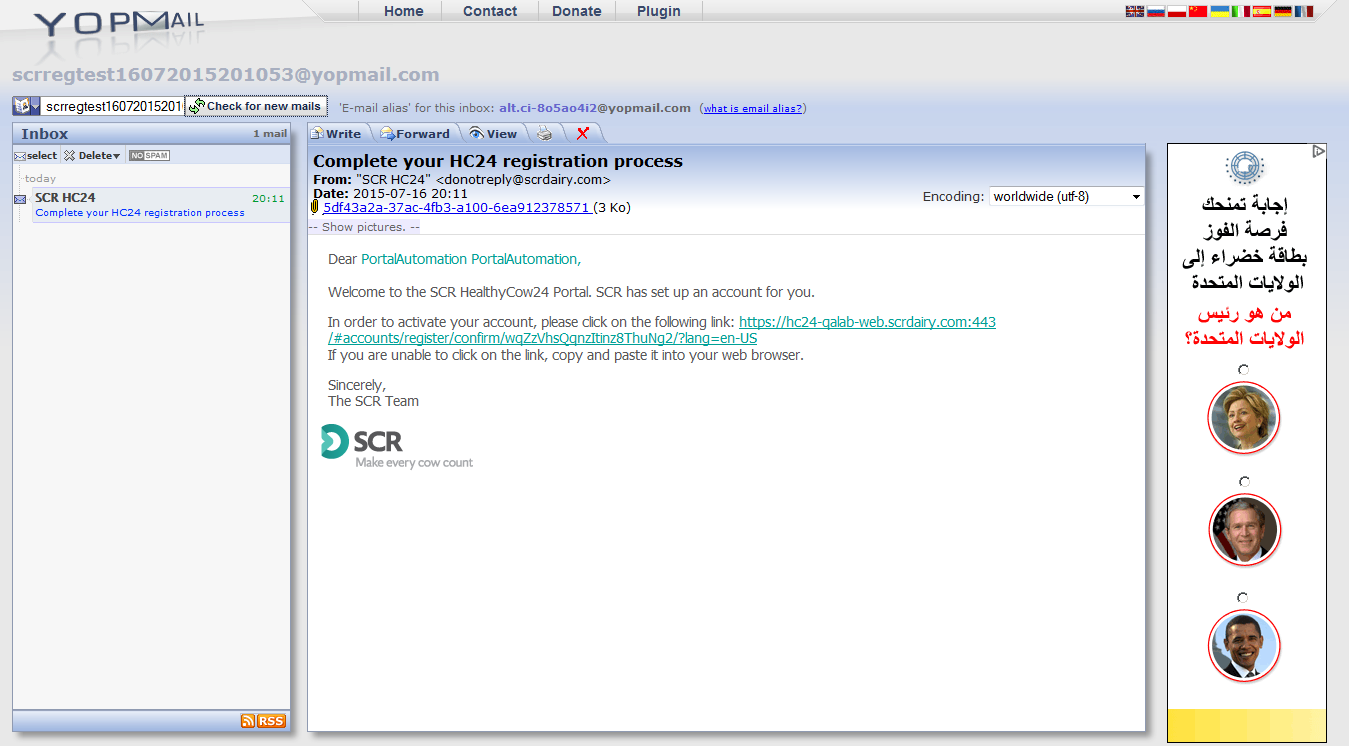 YOPMAIL
Home
Contact
Donate
Plugin
scrregtest16072015201053@yopmail.com
scrregtest160720152010
Check for new mails
'E-mail alias' for this inbox: alt.ci-8o5ao4i2@yopmail.com (what is email alias?)
Inbox
1 mail
select
Delete
NO SPAM
today
SCR HC24
20:11
Complete your HC24 registration process
RSS
Write
Forward
View
Complete your HC24 registration process
From: "SCR HC24" <donotreply@scrdairy.com>
Date: 2015-07-16 20:11
5df43a2a-37ac-4fb3-a100-6ea912378571 (3 Ko)
Encoding: worldwide (utf-8)
-- Show pictures. --
Dear PortalAutomation PortalAutomation,
Welcome to the SCR HealthyCow24 Portal. SCR has set up an account for you.
In order to activate your account, please click on the following link: https://hc24-qalab-web.scrdairy.com:443
/#accounts/register/confirm/wqZzVhsQgnzItinz8ThuNg2/?lang=en-US
If you are unable to click on the link, copy and paste it into your web browser.
Sincerely,
The SCR Team
SCR
Make every cow count
إجابة تمنحك
فرصة الفوز
بطاقة خضراء إلى
الولايات المتحدة
من هو رئيس
الولايات المتحدة؟